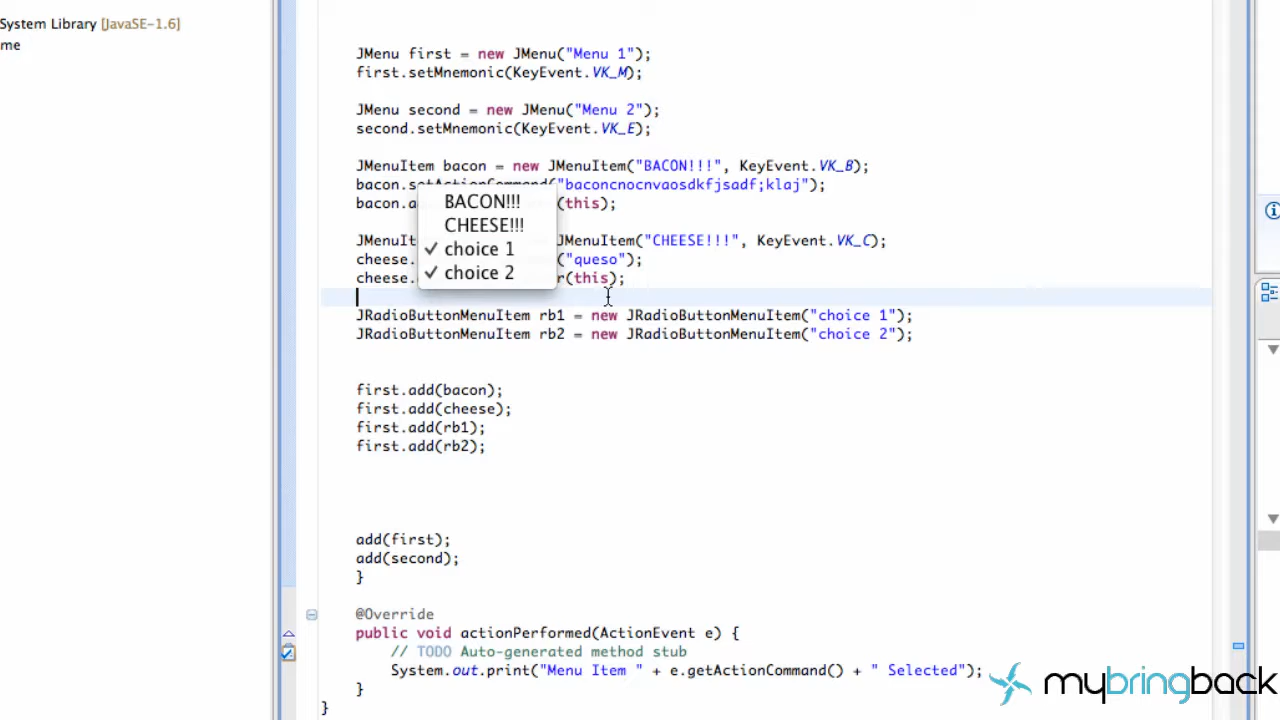 System Library [JavaSE-1.6]
me
JMenu first = new JMenu("Menu 1");
first.setMnemonic(KeyEvent.VK_M);
JMenu second = new JMenu("Menu 2");
second.setMnemonic(KeyEvent.VK_E);
JMenuItem bacon = new JMenuItem("BACON!!!", KeyEvent.VK_B);
bacon.setActionCommand("baconcnocnvaosdkfjsadf;klaj");
bacon.a (this);
BACON!!!
CHEESE!!!
choice 1
choice 2
JMenuIt JMenuItem("CHEESE!!!", KeyEvent.VK_C);
cheese. ("queso");
cheese. r(this);
JRadioButtonMenuItem rb1 = new JRadioButtonMenuItem("choice 1");
JRadioButtonMenuItem rb2 = new JRadioButtonMenuItem("choice 2");
first.add(bacon);
first.add(cheese);
first.add(rb1);
first.add(rb2);
add(first);
add(second);
}
@Override
public void actionPerformed(ActionEvent e) {
// TODO Auto-generated method stub
System.out.print("Menu Item " + e.getActionCommand() + " Selected");
}
}
mybringback